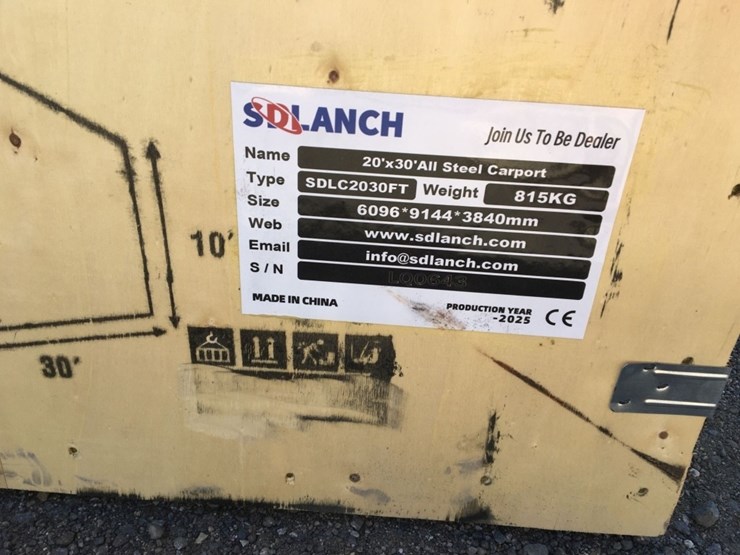 SDLANCH
Join Us To Be Dealer
Name 20'x30'All Steel Carport
Type SDLC2030FT Weight 815KG
Size 6096*9144*3840mm
Web www.sdlanch.com
Email info@sdlanch.com
S/N
MADE IN CHINA
PRODUCTION YEAR
-2025
CE
10'
30'